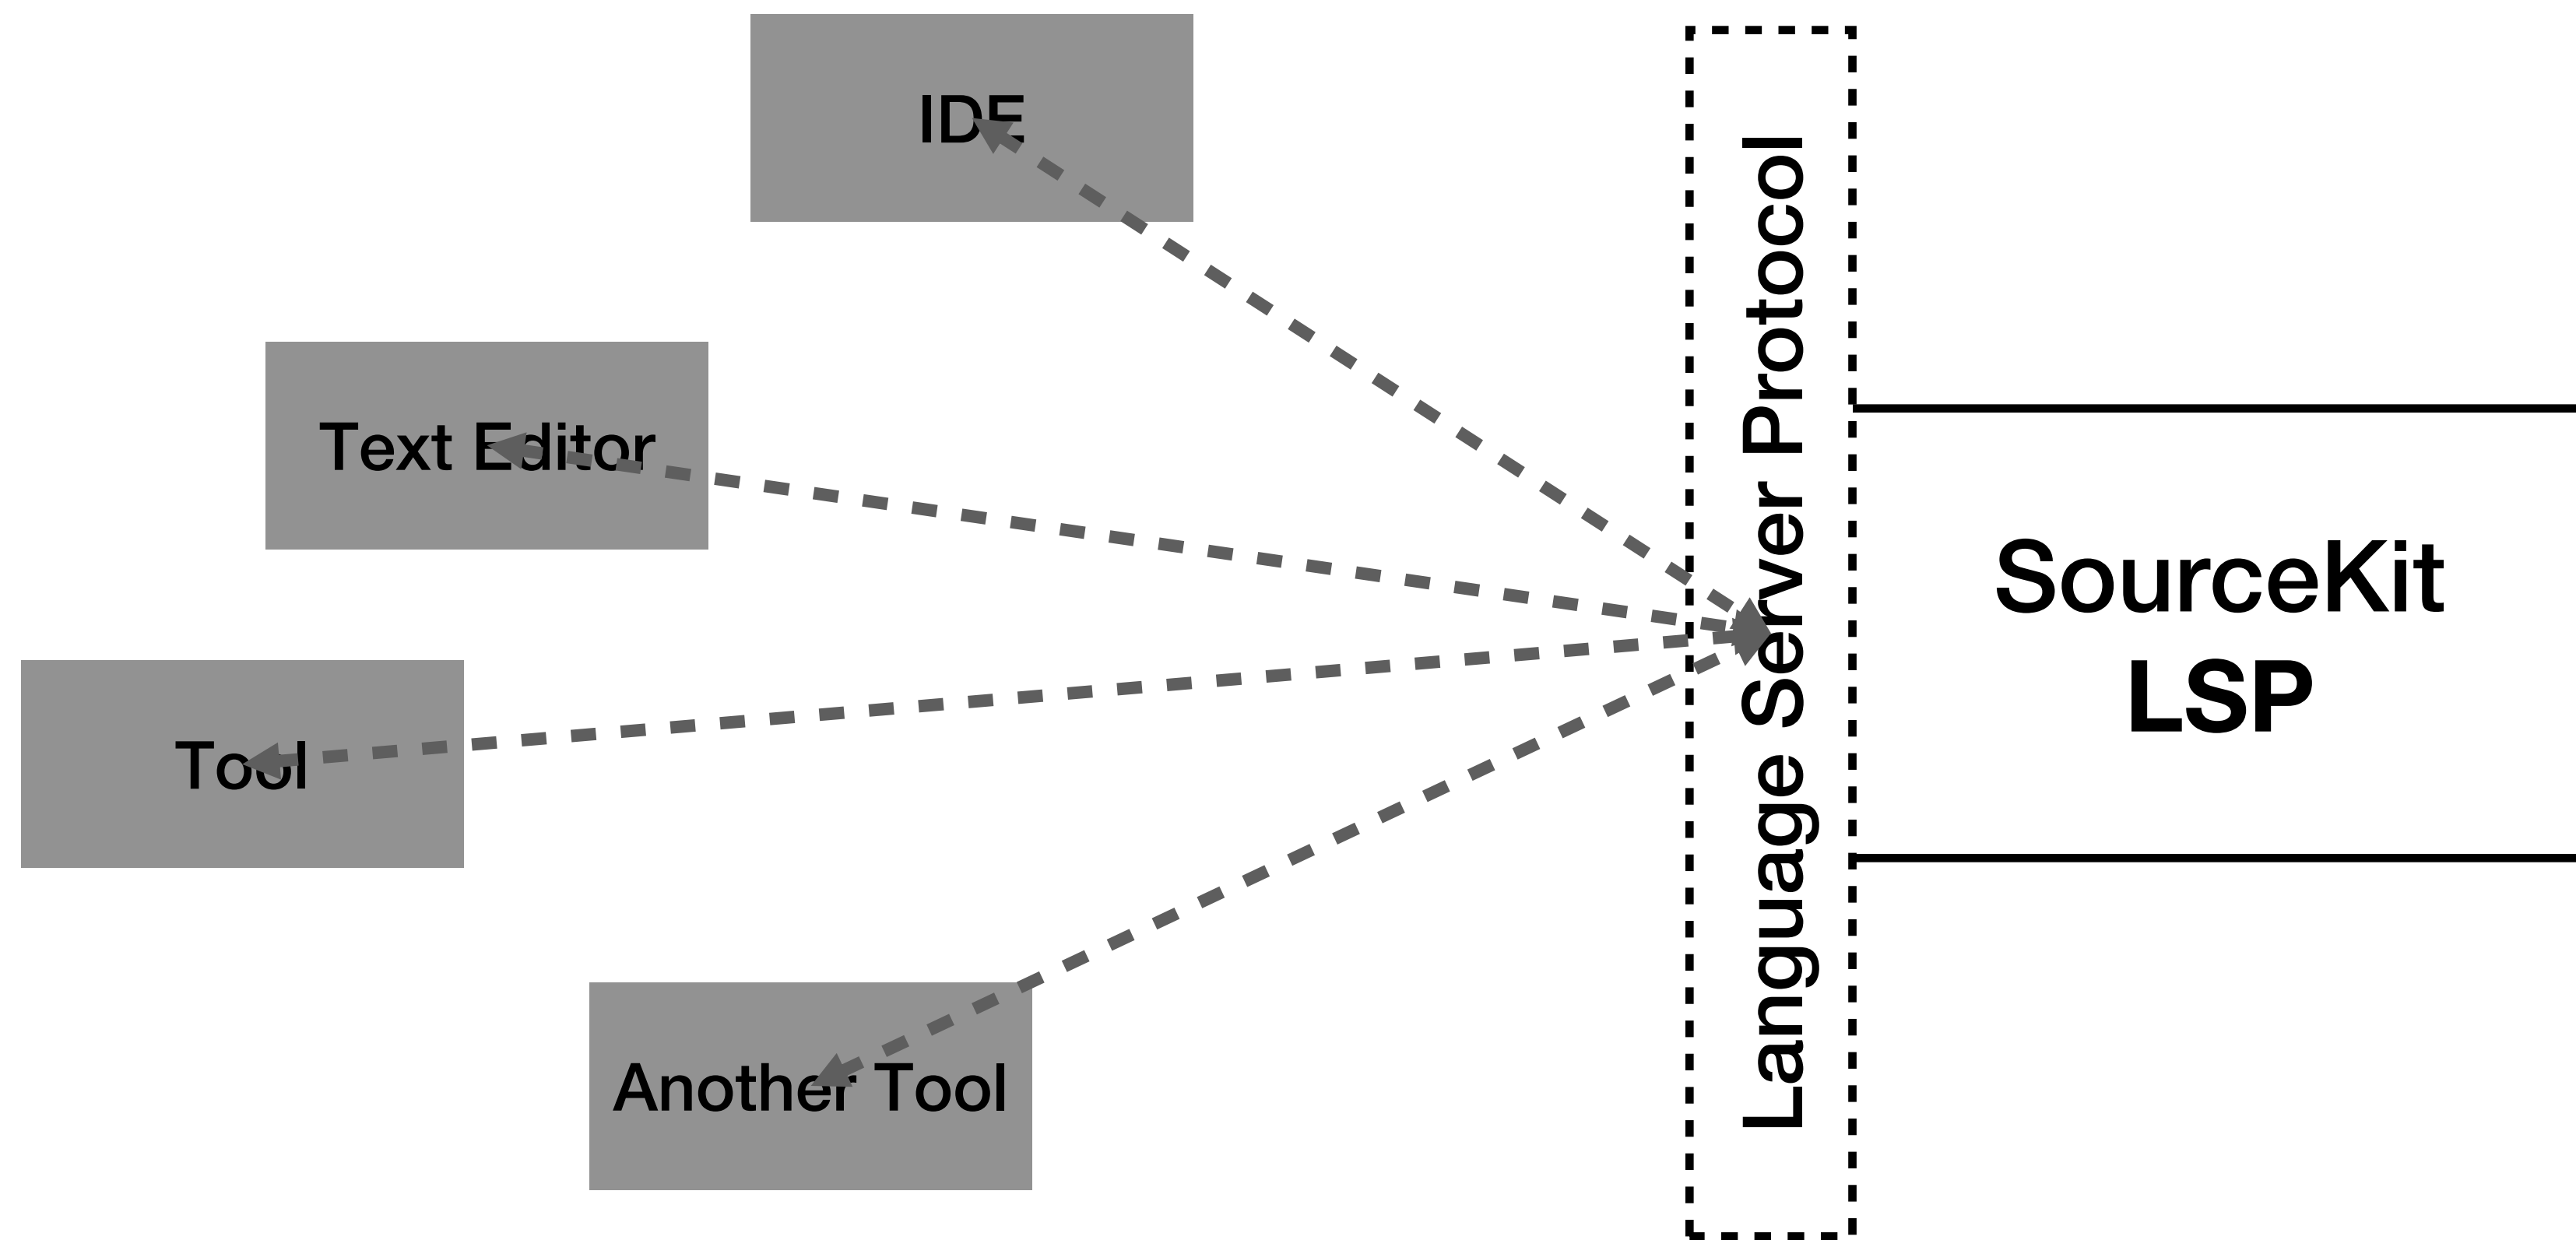 IDE
Text Editor
Tool
Another Tool
Language Server Protocol
SourceKit
LSP